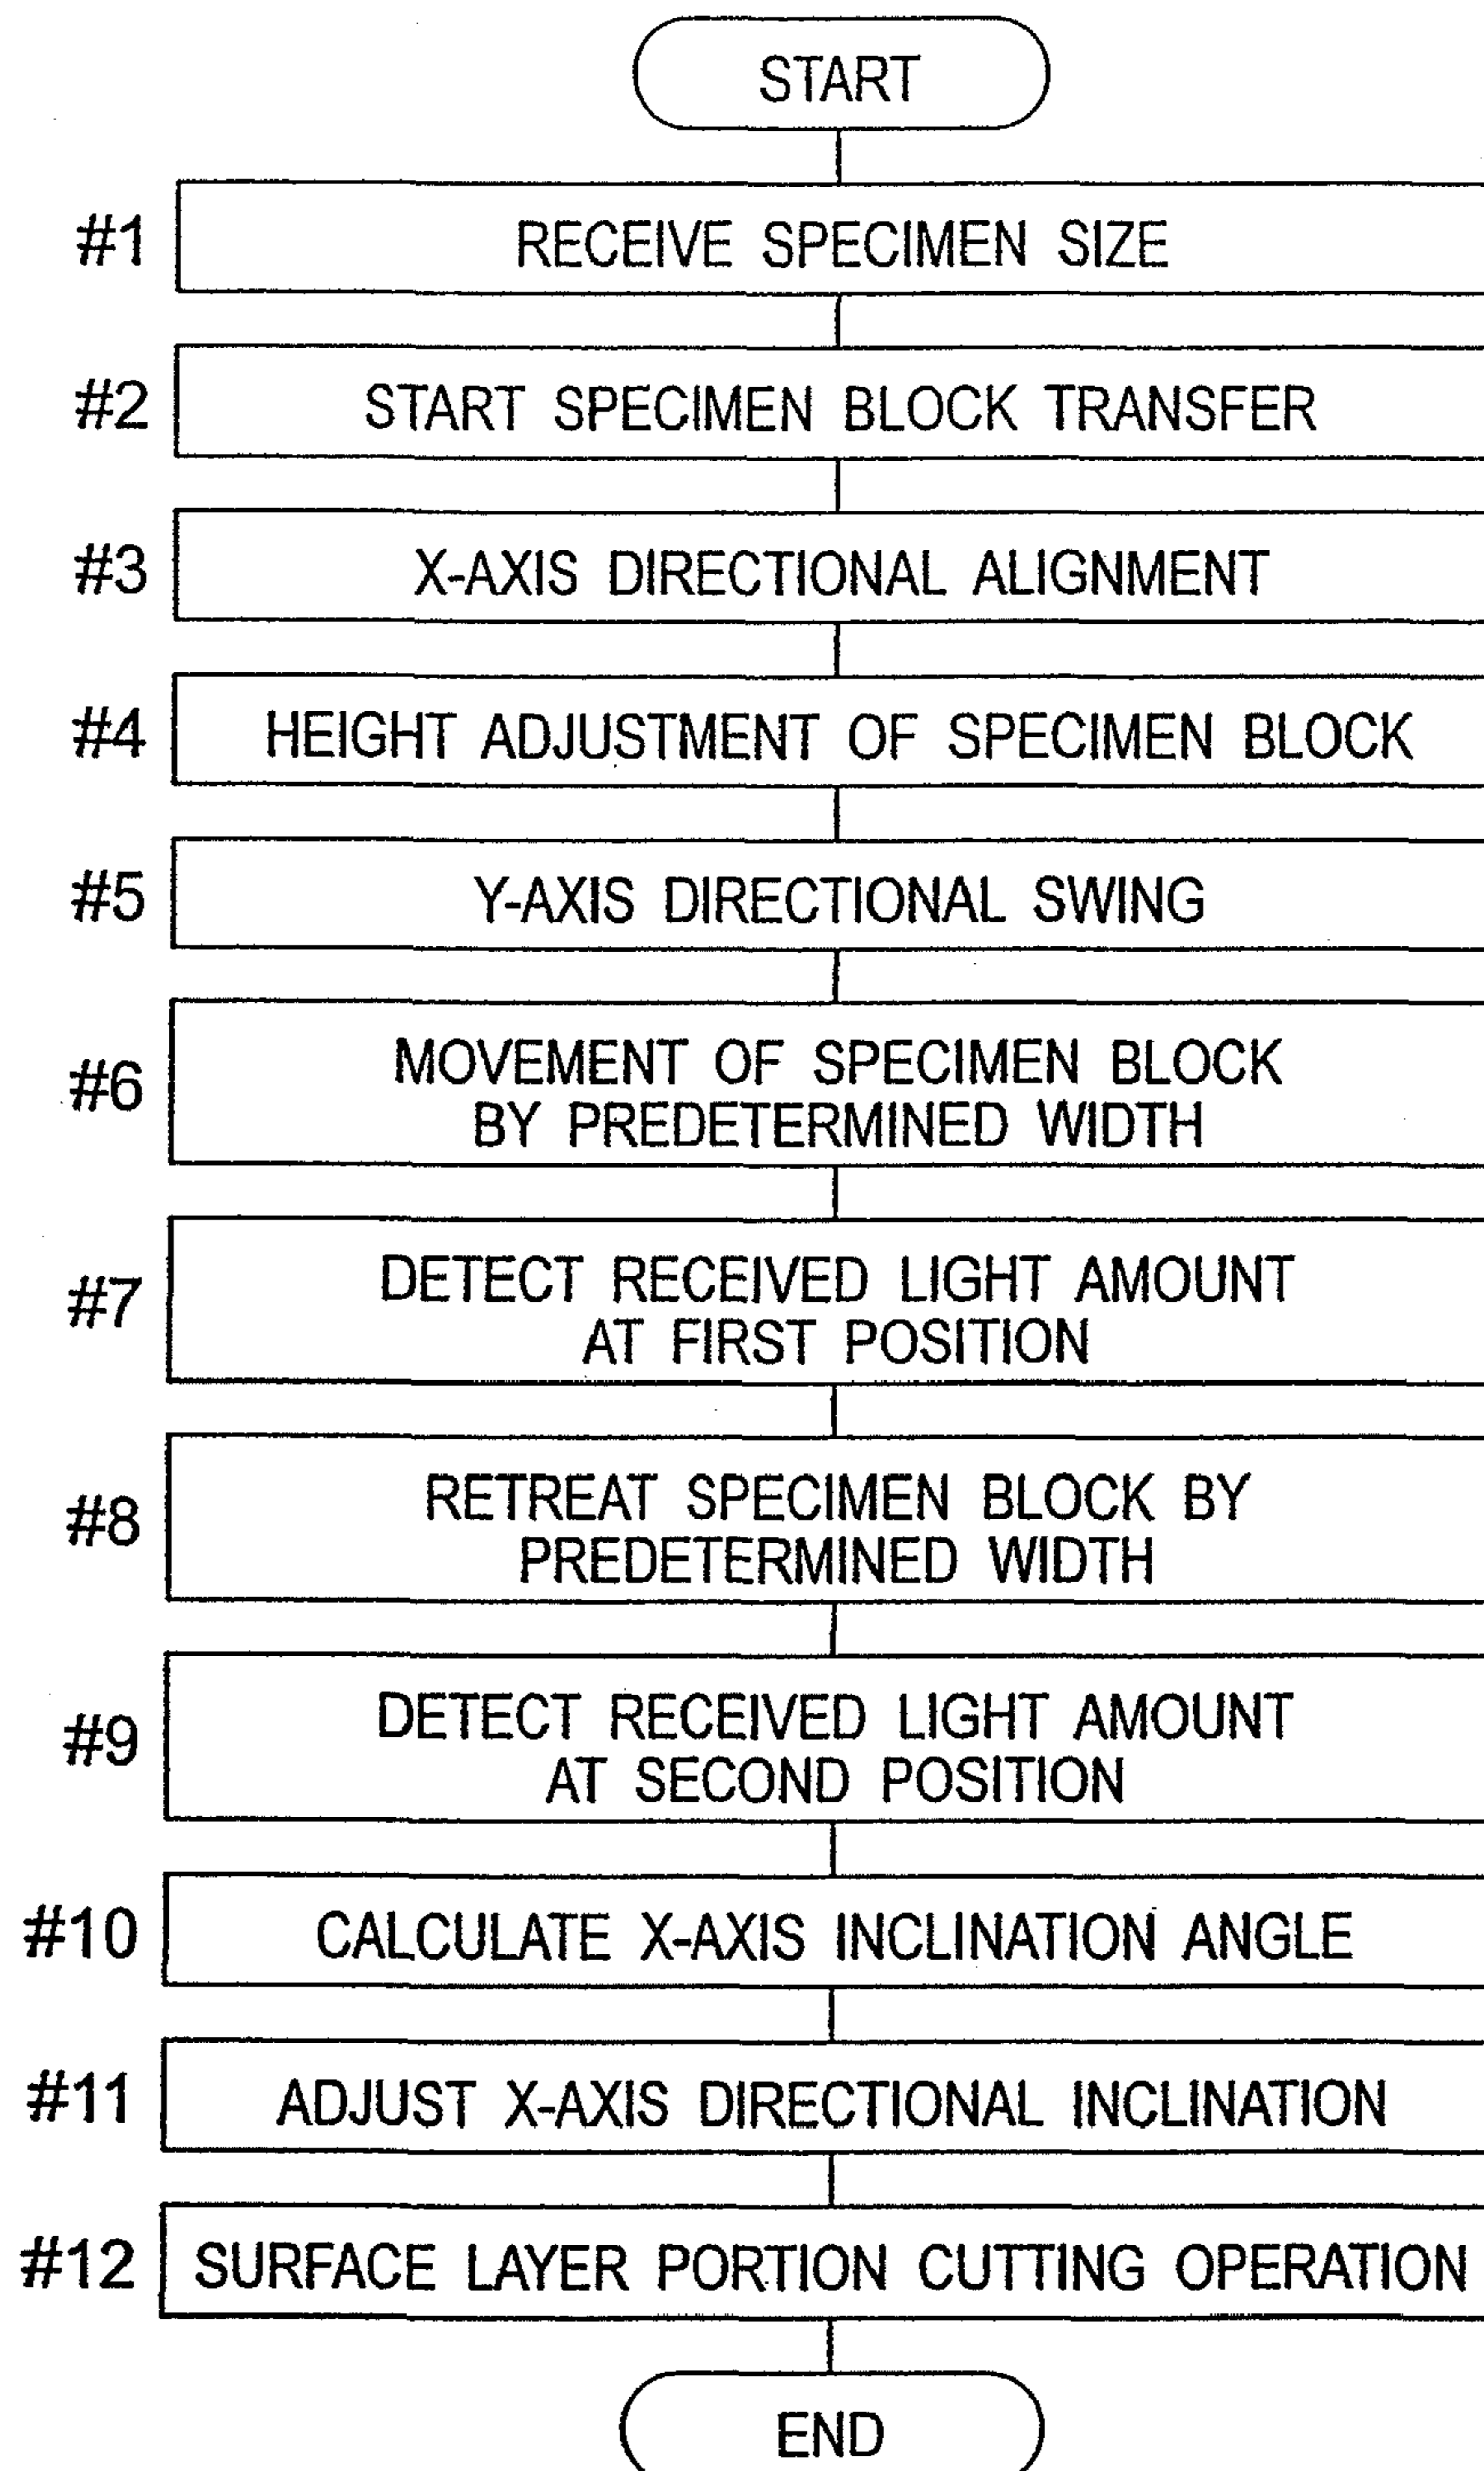 START
#1 RECEIVE SPECIMEN SIZE
#2 START SPECIMEN BLOCK TRANSFER
#3 X-AXIS DIRECTIONAL ALIGNMENT
#4 HEIGHT ADJUSTMENT OF SPECIMEN BLOCK
#5 Y-AXIS DIRECTIONAL SWING
#6 MOVEMENT OF SPECIMEN BLOCK
BY PREDETERMINED WIDTH
#7 DETECT RECEIVED LIGHT AMOUNT
AT FIRST POSITION
#8 RETREAT SPECIMEN BLOCK BY
PREDETERMINED WIDTH
#9 DETECT RECEIVED LIGHT AMOUNT
AT SECOND POSITION
#10 CALCULATE X-AXIS INCLINATION ANGLE
#11 ADJUST X-AXIS DIRECTIONAL INCLINATION
#12 SURFACE LAYER PORTION CUTTING OPERATION
END